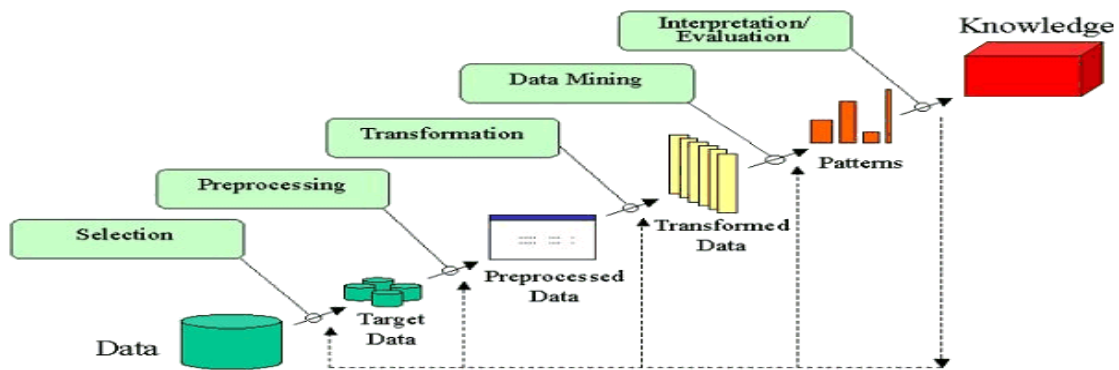 Interpretation/
Evaluation
Knowledge
Data Mining
Transformation
Patterns
Preprocessing
Transformed
Data
Selection
Preprocessed
Data
Target
Data
Data